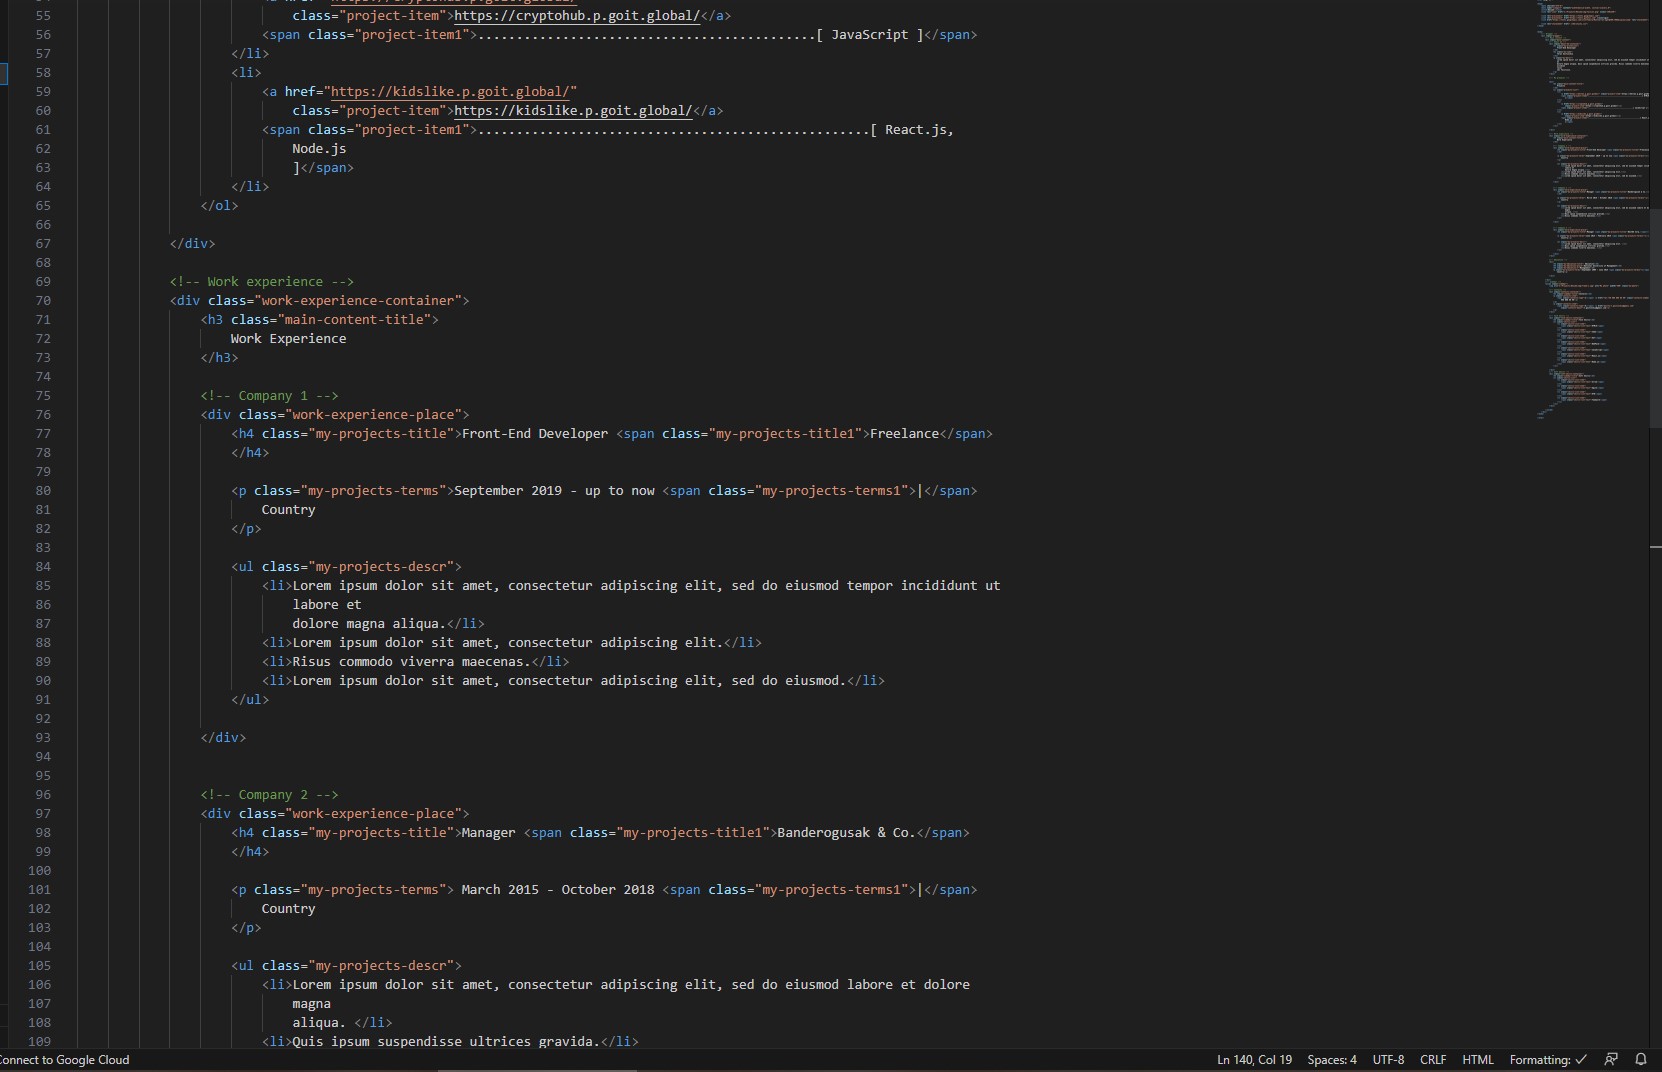 54 <a href="https://cryptohub.p.goit.global/"
55 class="project-item">https://cryptohub.p.goit.global/</a>
56 <span class="project-item1">............................................[ JavaScript ]</span>
57 </li>
58 <li>
59 <a href="https://kidslike.p.goit.global/"
60 class="project-item">https://kidslike.p.goit.global/</a>
61 <span class="project-item1">...................................................[ React.js,
62 Node.js
63 ]</span>
64 </li>
65 </ol>
66
67 </div>
68
69 <!-- Work experience -->
70 <div class="work-experience-container">
71 <h3 class="main-content-title">
72 Work Experience
73 </h3>
74
75 <!-- Company 1 -->
76 <div class="work-experience-place">
77 <h4 class="my-projects-title">Front-End Developer <span class="my-projects-title1">Freelance</span>
78 </h4>
79
80 <p class="my-projects-terms">September 2019 - up to now <span class="my-projects-terms1">|</span>
81 Country
82 </p>
83
84 <ul class="my-projects-descr">
85 <li>Lorem ipsum dolor sit amet, consectetur adipiscing elit, sed do eiusmod tempor incididunt ut
86 labore et
87 dolore magna aliqua.</li>
88 <li>Lorem ipsum dolor sit amet, consectetur adipiscing elit.</li>
89 <li>Risus commodo viverra maecenas.</li>
90 <li>Lorem ipsum dolor sit amet, consectetur adipiscing elit, sed do eiusmod.</li>
91 </ul>
92
93 </div>
94
95
96 <!-- Company 2 -->
97 <div class="work-experience-place">
98 <h4 class="my-projects-title">Manager <span class="my-projects-title1">Banderogusak & Co.</span>
99 </h4>
100
101 <p class="my-projects-terms"> March 2015 - October 2018 <span class="my-projects-terms1">|</span>
102 Country
103 </p>
104
105 <ul class="my-projects-descr">
106 <li>Lorem ipsum dolor sit amet, consectetur adipiscing elit, sed do eiusmod labore et dolore
107 magna
108 aliqua. </li>
109 <li>Quis ipsum suspendisse ultrices gravida.</li>
Connect to Google Cloud Ln 140, Col 19 Spaces: 4 UTF-8 CRLF HTML Formatting: ✓